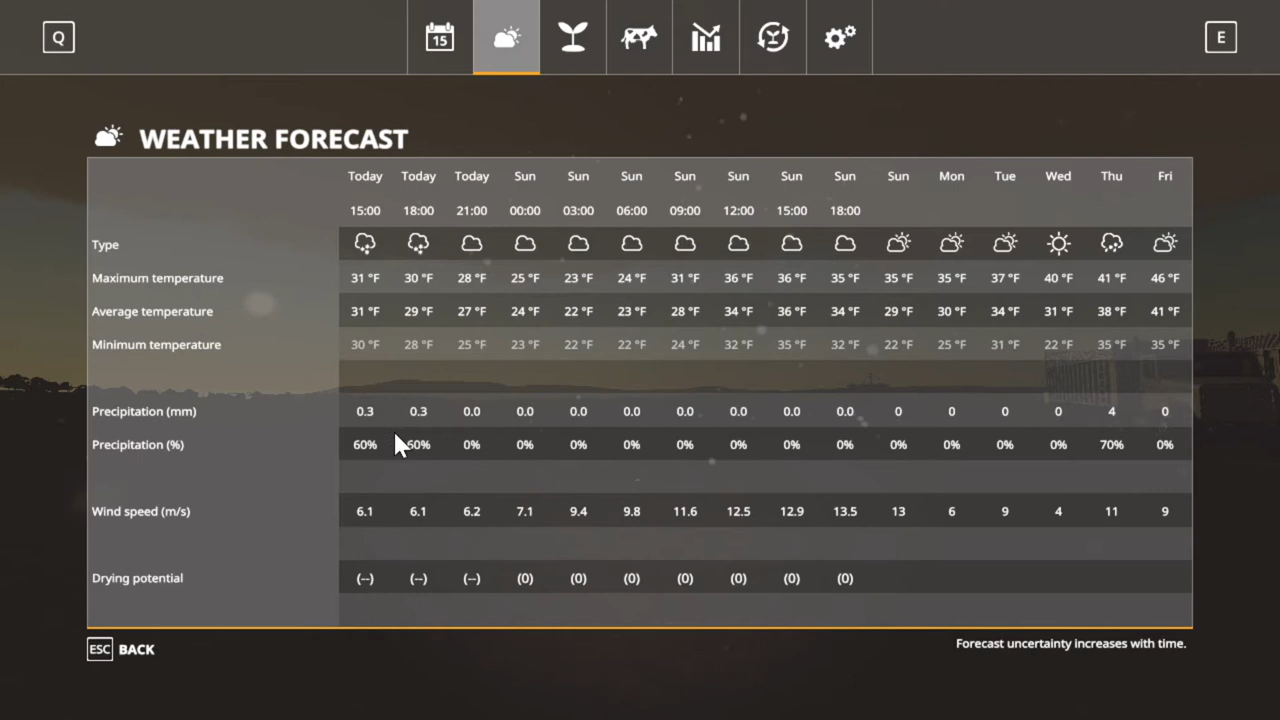 Q
15
E
WEATHER FORECAST
Today Today Today Sun Sun Sun Sun Sun Sun Sun Sun Mon Tue Wed Thu Fri
15:00 18:00 21:00 00:00 03:00 06:00 09:00 12:00 15:00 18:00
Type
Maximum temperature 31 °F 30 °F 28 °F 25 °F 23 °F 24 °F 31 °F 36 °F 36 °F 35 °F 35 °F 35 °F 37 °F 40 °F 41 °F 46 °F
Average temperature 31 °F 29 °F 27 °F 24 °F 22 °F 23 °F 28 °F 34 °F 36 °F 34 °F 29 °F 30 °F 34 °F 31 °F 38 °F 41 °F
Minimum temperature 30 °F 28 °F 25 °F 23 °F 22 °F 22 °F 24 °F 32 °F 35 °F 32 °F 22 °F 25 °F 31 °F 22 °F 35 °F 35 °F
Precipitation (mm) 0.3 0.3 0.0 0.0 0.0 0.0 0.0 0.0 0.0 0.0 0 0 0 0 4 0
Precipitation (%) 60% 60% 0% 0% 0% 0% 0% 0% 0% 0% 0% 0% 0% 0% 70% 0%
Wind speed (m/s) 6.1 6.1 6.2 7.1 9.4 9.8 11.6 12.5 12.9 13.5 13 6 9 4 11 9
Drying potential (--) (--) (--) (0) (0) (0) (0) (0) (0) (0)
ESC BACK
Forecast uncertainty increases with time.